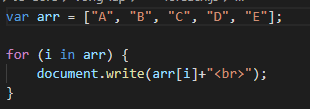 var arr = ["A", "B", "C", "D", "E"];
for (i in arr) {
document.write(arr[i]+"<br>");
}